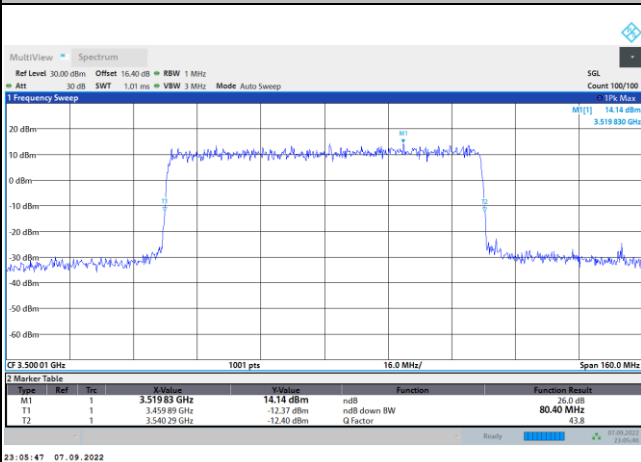 MultiView Spectrum
Ref Level 30.00 dBm Offset 16.40 dB RBW 1 MHz SGL
Att 30 dB SWT 1.01 ms VBW 3 MHz Mode Auto Sweep Count 100/100
1 Frequency Sweep 1Pk Max
M1[1] 14.14 dBm
3.519 830 GHz
20 dBm
M1
10 dBm
0 dBm
T1 T2
-10 dBm
-20 dBm
-30 dBm
-40 dBm
-50 dBm
-60 dBm
CF 3.500 01 GHz 1001 pts 16.0 MHz/ Span 160.0 MHz
2 Marker Table
Type Ref Trc X-Value Y-Value Function Function Result
M1 1 3.519 83 GHz 14.14 dBm ndB 26.0 dB
T1 1 3.459 89 GHz -12.37 dBm ndB down BW 80.40 MHz
T2 1 3.540 29 GHz -12.40 dBm Q Factor 43.8
Ready 07.09.2022
23:05:46
23:05:47 07.09.2022